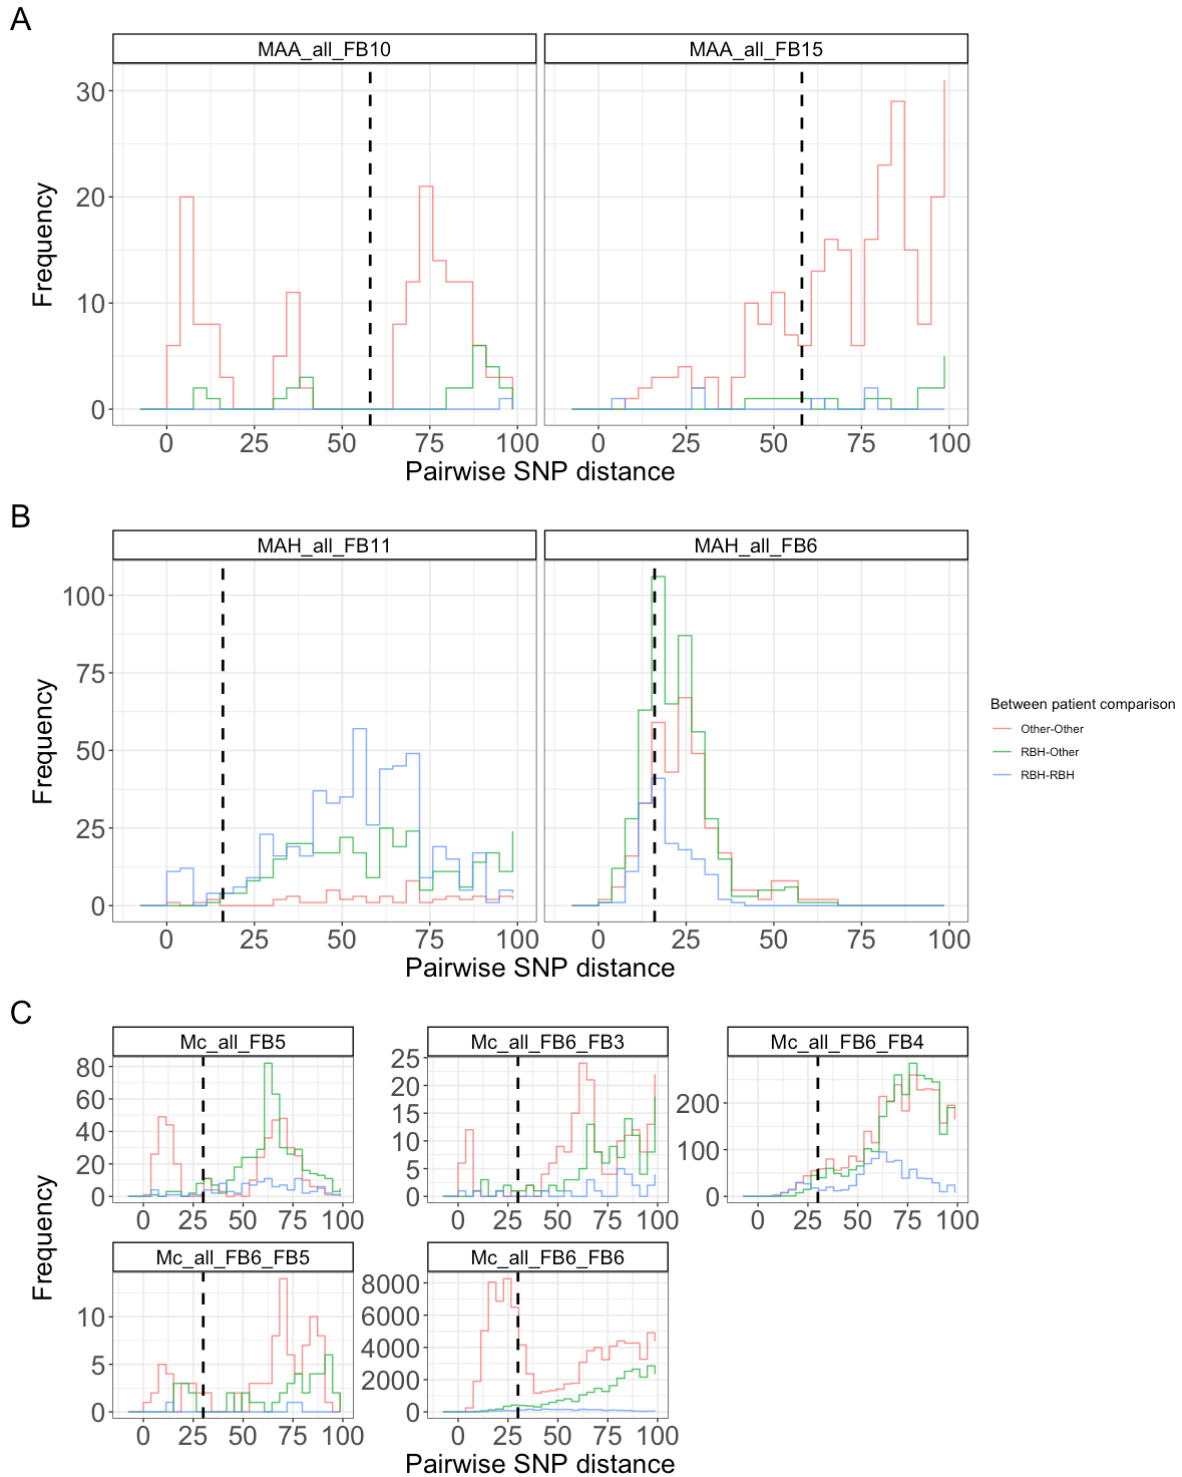 A
MAA_all_FB10 MAA_all_FB15
30
20
10
0
Frequency
0 25 50 75 100 0 25 50 75 100
Pairwise SNP distance
B
MAH_all_FB11 MAH_all_FB6
100
75
50
25
0
Frequency
0 25 50 75 100 0 25 50 75 100
Pairwise SNP distance
Between patient comparison
Other-Other
RBH-Other
RBH-RBH
C
Mc_all_FB5 Mc_all_FB6_FB3 Mc_all_FB6_FB4
80
60
40
20
0
25
20
15
10
5
0
200
100
0
0 25 50 75 100 0 25 50 75 100 0 25 50 75 100
Frequency
Mc_all_FB6_FB5 Mc_all_FB6_FB6
10
5
0
8000
6000
4000
2000
0
0 25 50 75 100 0 25 50 75 100
Pairwise SNP distance